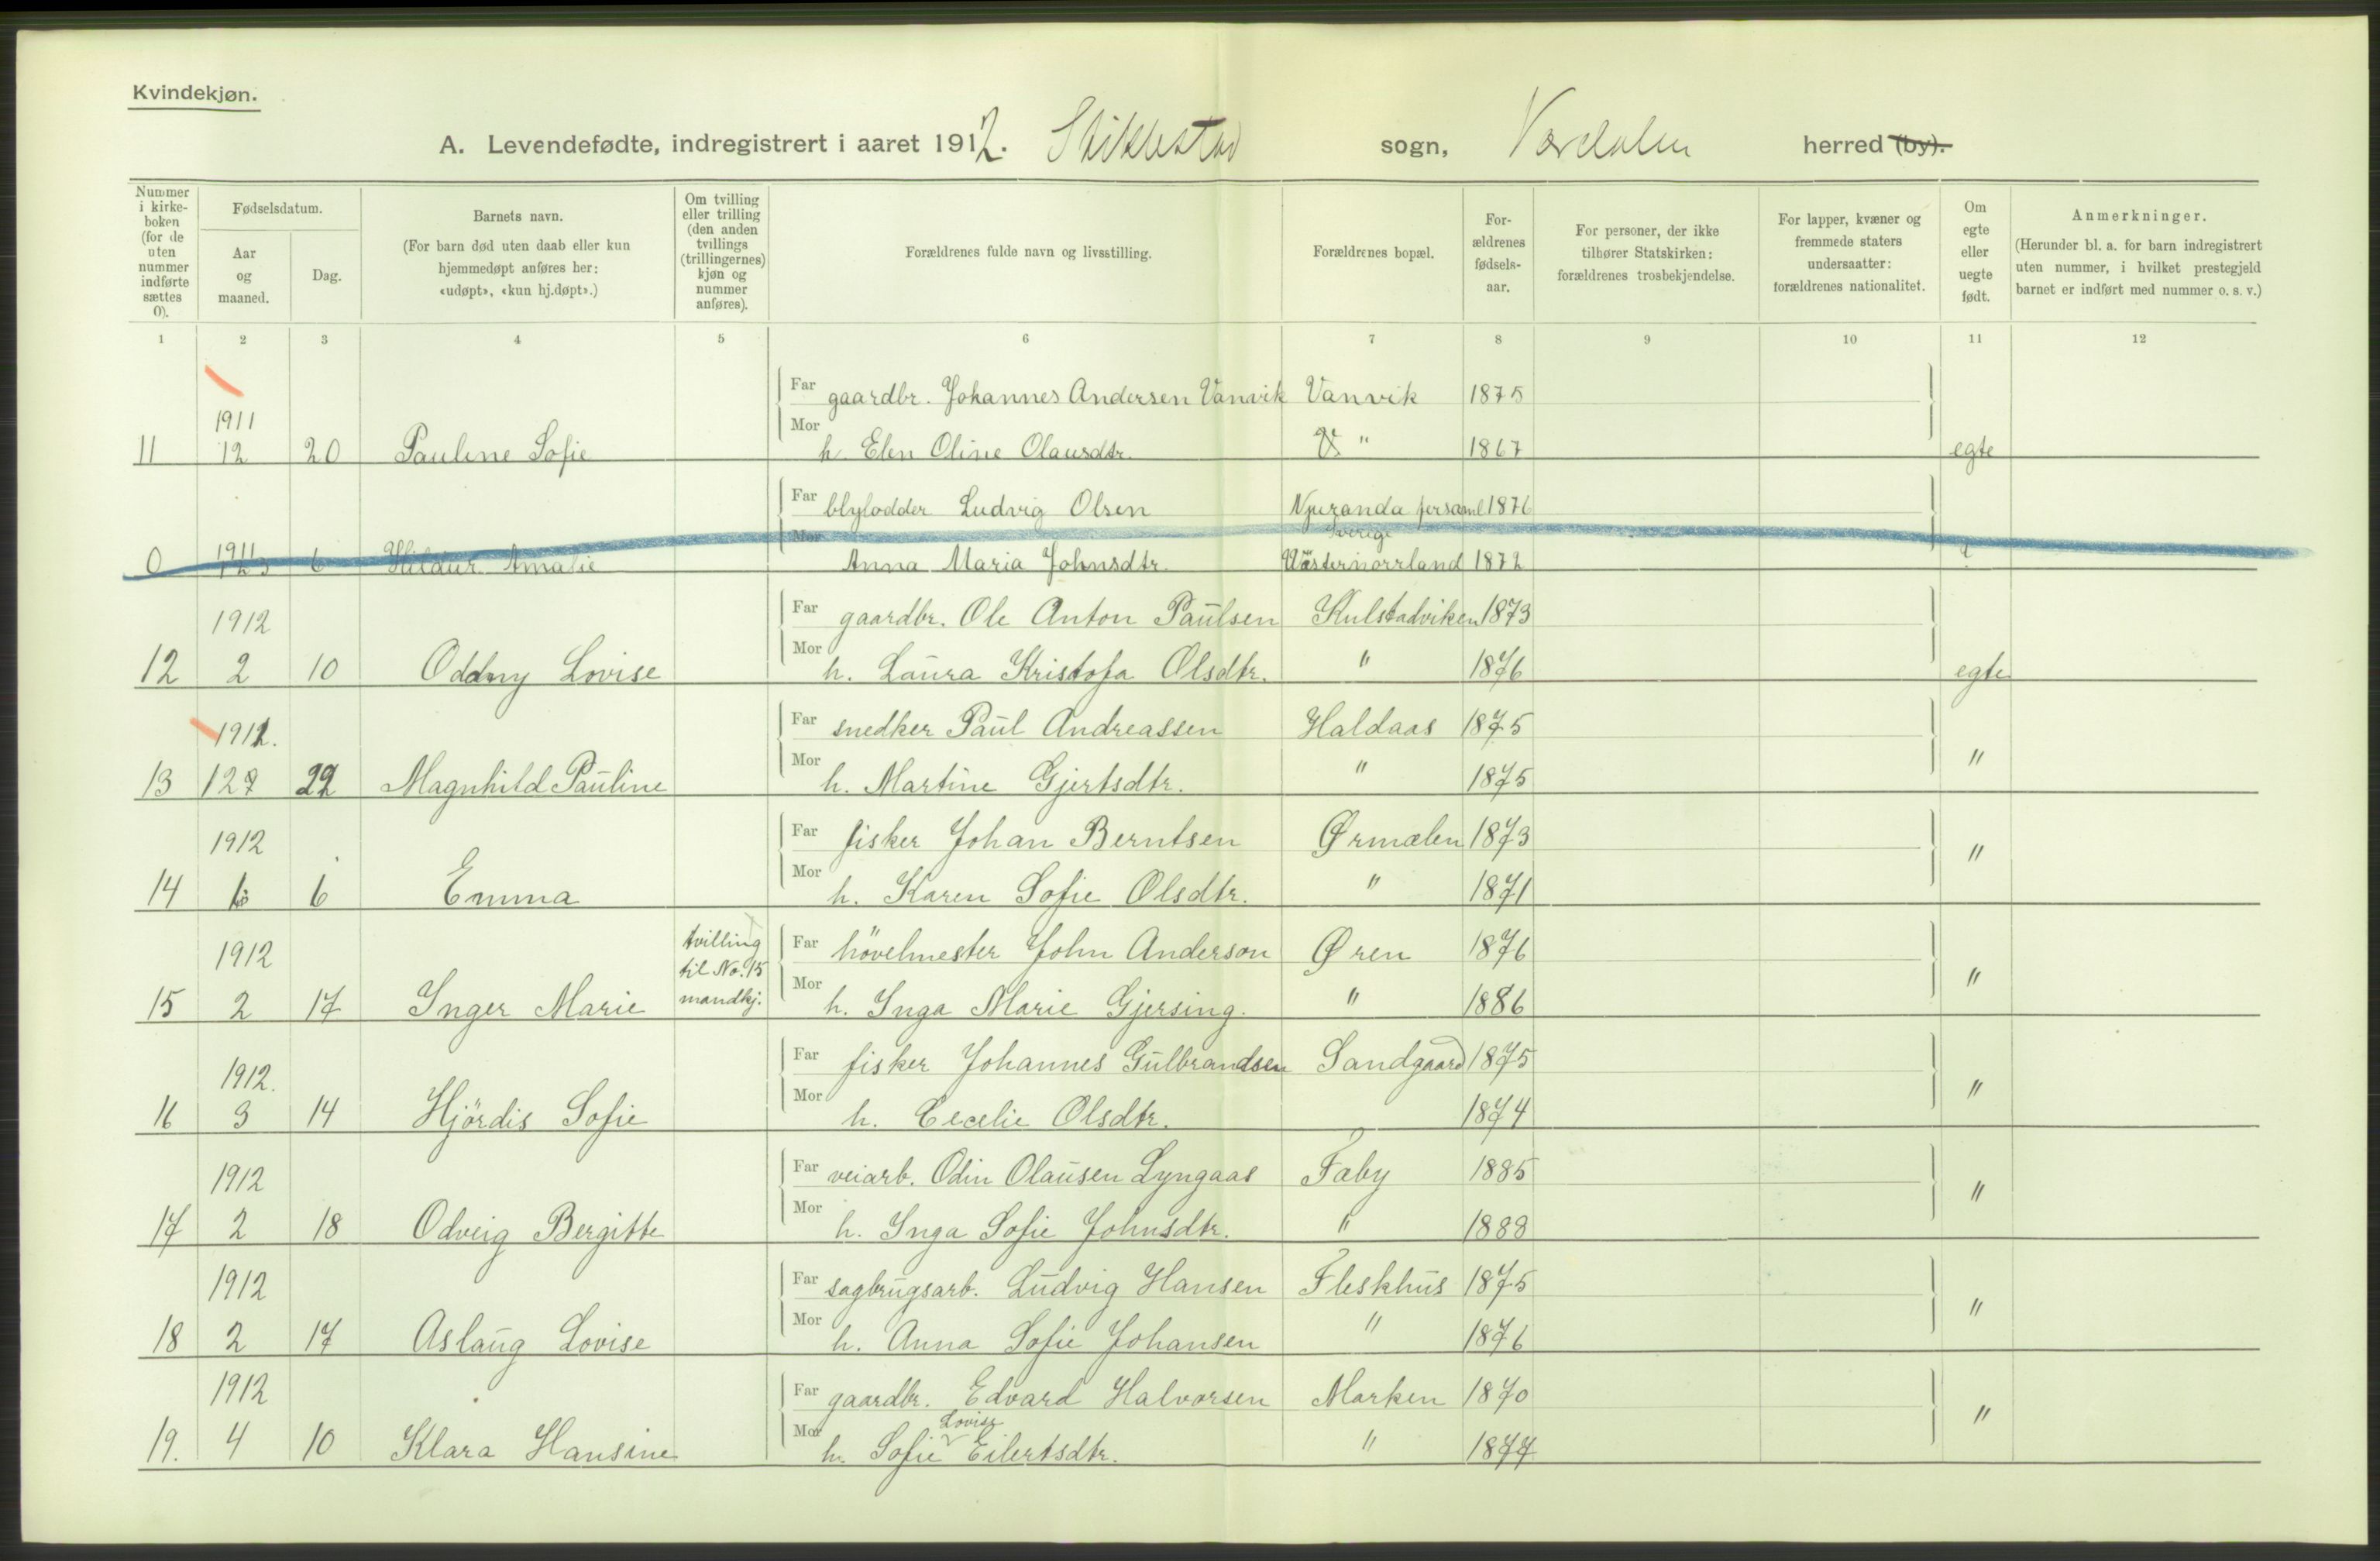 Kvindekjøn.
A. Levendefødte, indregistrert i aaret 1912. Stiklestad sogn, Værdalen herred (by).
Nummer i kirkeboken (for de uten nummer indførte sættes 0).
Fødselsdatum.
Aar og maaned.
Dag.
Barnets navn.
(For barn død uten daab eller kun hjemmedøpt anføres her: «udøpt», «kun hj.døpt».)
Om tvilling eller trilling (den anden tvillings (trillingernes) kjøn og nummer anføres).
Forældrenes fulde navn og livsstilling.
Forældrenes bopæl.
Forældrenes fødselsaar.
For personer, der ikke tilhører Statskirken: forældrenes trosbekjendelse.
For lapper, kvæner og fremmede staters undersaatter: forældrenes nationalitet.
Om egte eller uegte født.
Anmerkninger.
(Herunder bl. a. for barn indregistrert uten nummer, i hvilket prestegjeld barnet er indført med nummer o. s. v.)
1 2 3 4 5 6 7 8 9 10 11 12
Far gaardbr. Johannes Andersen Vanvik Vanvik 1875
1911
11 12 20 Pauline Sofie Mor h. Elen Oline Olausdtr. " 1867 egte
Far blylodder Ludvig Olsen Njuranda forsaml 1876
1911 Sverige
0 12 6 Hildur Amalie Mor Anna Maria Johnsdtr. Västernorrland 1872
1912 Far gaardbr. Ole Anton Paulsen Kulstadviken 1873
12 2 10 Oddny Lovise Mor h. Laura Kristofa Olsdtr. " 1876 egte
1911. Far snedker Paul Andreassen Haldaas 1875
13 12 22 Magnhild Pauline Mor h. Martine Gjertsdtr. " 1875 "
1912 Far fisker Johan Berntsen Ørmælen 1873
14 6 Emma Mor h. Karen Sofie Olsdtr. " 1871 "
1912 tvilling til No. 15 mandkj. Far hövelmester John Anderson Øren 1876
15 2 17 Inger Marie Mor h. Inga Marie Gjersing. " 1886 "
1912. Far fisker Johannes Gulbrandsen Sandgaard 1875
16 3 14 Hjördis Sofie Mor h. Cecelie Olsdtr. 1874 "
1912 Far veiarb. Odin Olausen Lyngaas Faby 1885
17 2 18 Odveig Bergitte Mor h. Inga Sofie Johnsdtr. " 1888 "
1912 Far sagbrugsarb. Ludvig Hansen Fleskhus 1875
18 2 17 Aslaug Lovise Mor h. Anna Sofie Johansen " 1876 "
1912 Far gaardbr. Edvard Halvorsen Marken 1870
Lovise
19. 4 10 Klara Hansine Mor h. Sofie Eilertsdtr. " 1877 "